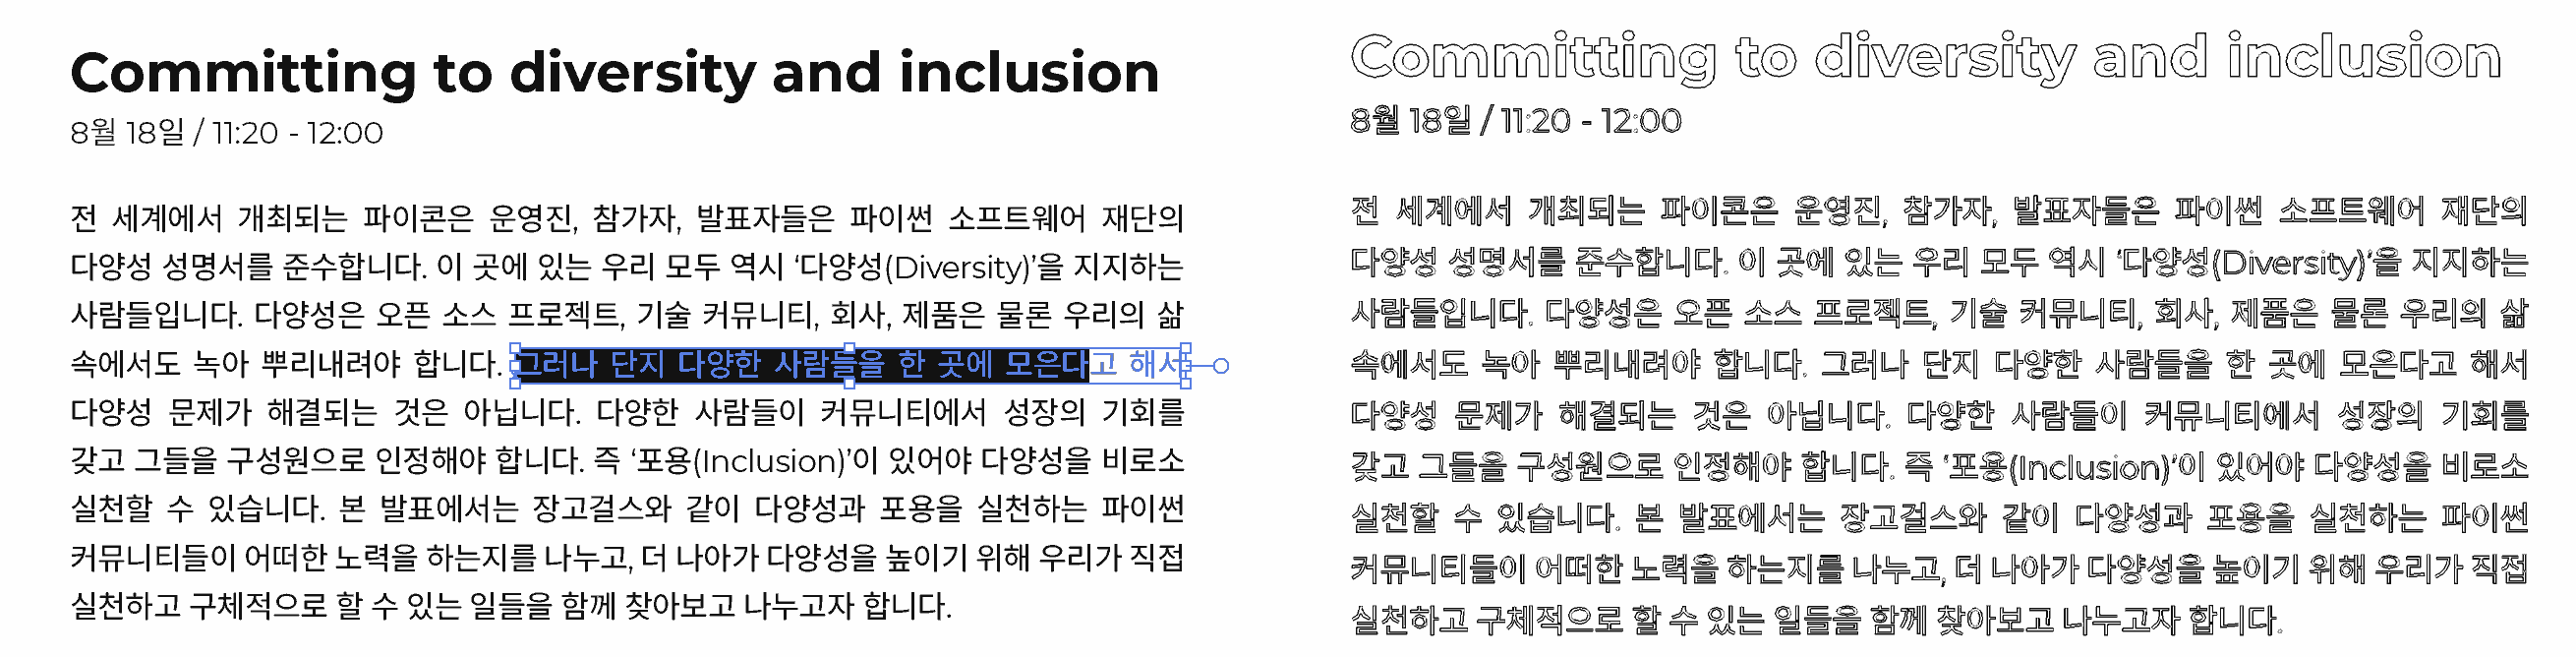 Committing to diversity and inclusion
8월 18일 / 11:20 - 12:00
전 세계에서 개최되는 파이콘은 운영진, 참가자, 발표자들은 파이썬 소프트웨어 재단의
다양성 성명서를 준수합니다. 이 곳에 있는 우리 모두 역시 ‘다양성(Diversity)’을 지지하는
사람들입니다. 다양성은 오픈 소스 프로젝트, 기술 커뮤니티, 회사, 제품은 물론 우리의 삶
속에서도 녹아 뿌리내려야 합니다. 그러나 단지 다양한 사람들을 한 곳에 모은다고 해서
다양성 문제가 해결되는 것은 아닙니다. 다양한 사람들이 커뮤니티에서 성장의 기회를
갖고 그들을 구성원으로 인정해야 합니다. 즉 ‘포용(Inclusion)’이 있어야 다양성을 비로소
실천할 수 있습니다. 본 발표에서는 장고걸스와 같이 다양성과 포용을 실천하는 파이썬
커뮤니티들이 어떠한 노력을 하는지를 나누고, 더 나아가 다양성을 높이기 위해 우리가 직접
실천하고 구체적으로 할 수 있는 일들을 함께 찾아보고 나누고자 합니다.
Committing to diversity and inclusion
8월 18일 / 11:20 - 12:00
전 세계에서 개최되는 파이콘은 운영진, 참가자, 발표자들은 파이썬 소프트웨어 재단의
다양성 성명서를 준수합니다. 이 곳에 있는 우리 모두 역시 ‘다양성(Diversity)’을 지지하는
사람들입니다. 다양성은 오픈 소스 프로젝트, 기술 커뮤니티, 회사, 제품은 물론 우리의 삶
속에서도 녹아 뿌리내려야 합니다. 그러나 단지 다양한 사람들을 한 곳에 모은다고 해서
다양성 문제가 해결되는 것은 아닙니다. 다양한 사람들이 커뮤니티에서 성장의 기회를
갖고 그들을 구성원으로 인정해야 합니다. 즉 ‘포용(Inclusion)’이 있어야 다양성을 비로소
실천할 수 있습니다. 본 발표에서는 장고걸스와 같이 다양성과 포용을 실천하는 파이썬
커뮤니티들이 어떠한 노력을 하는지를 나누고, 더 나아가 다양성을 높이기 위해 우리가 직접
실천하고 구체적으로 할 수 있는 일들을 함께 찾아보고 나누고자 합니다.